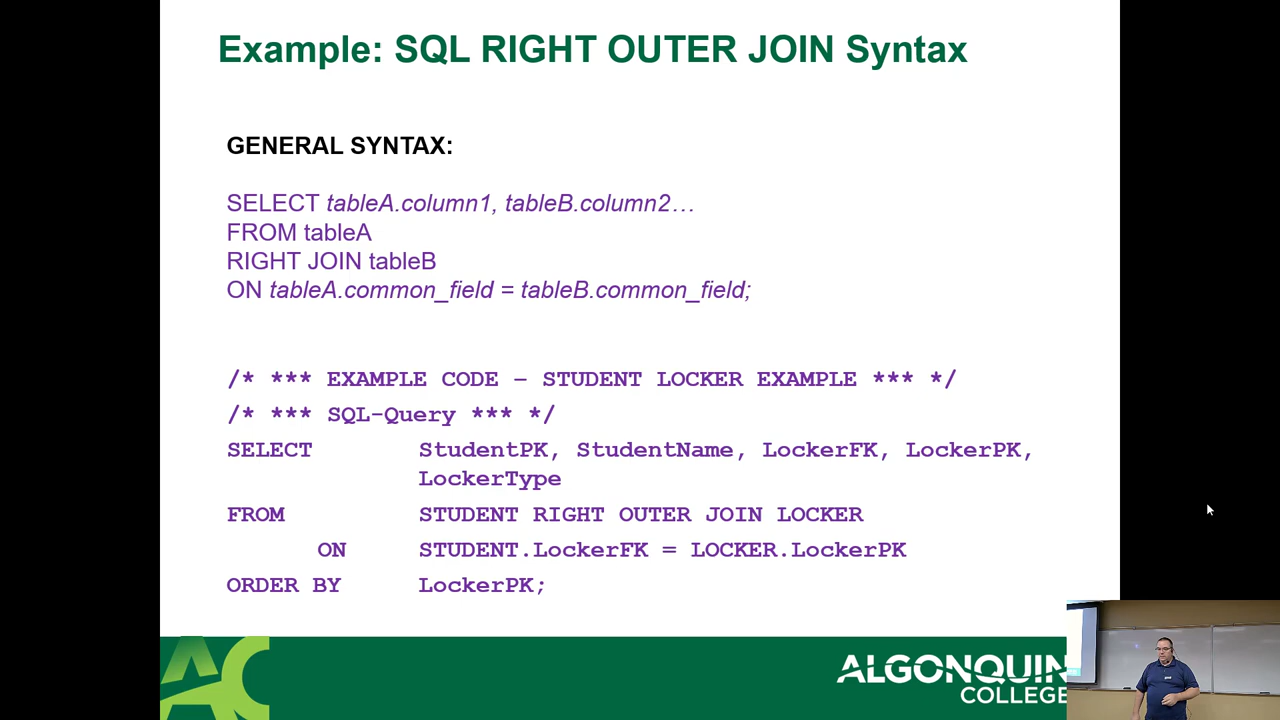 Example: SQL RIGHT OUTER JOIN Syntax
GENERAL SYNTAX:
SELECT tableA.column1, tableB.column2…
FROM tableA
RIGHT JOIN tableB
ON tableA.common_field = tableB.common_field;
/* *** EXAMPLE CODE – STUDENT LOCKER EXAMPLE *** */
/* *** SQL-Query *** */
SELECT StudentPK, StudentName, LockerFK, LockerPK,
LockerType
FROM STUDENT RIGHT OUTER JOIN LOCKER
ON STUDENT.LockerFK = LOCKER.LockerPK
ORDER BY LockerPK;
AC
ALGONQUIN
COLLEGE